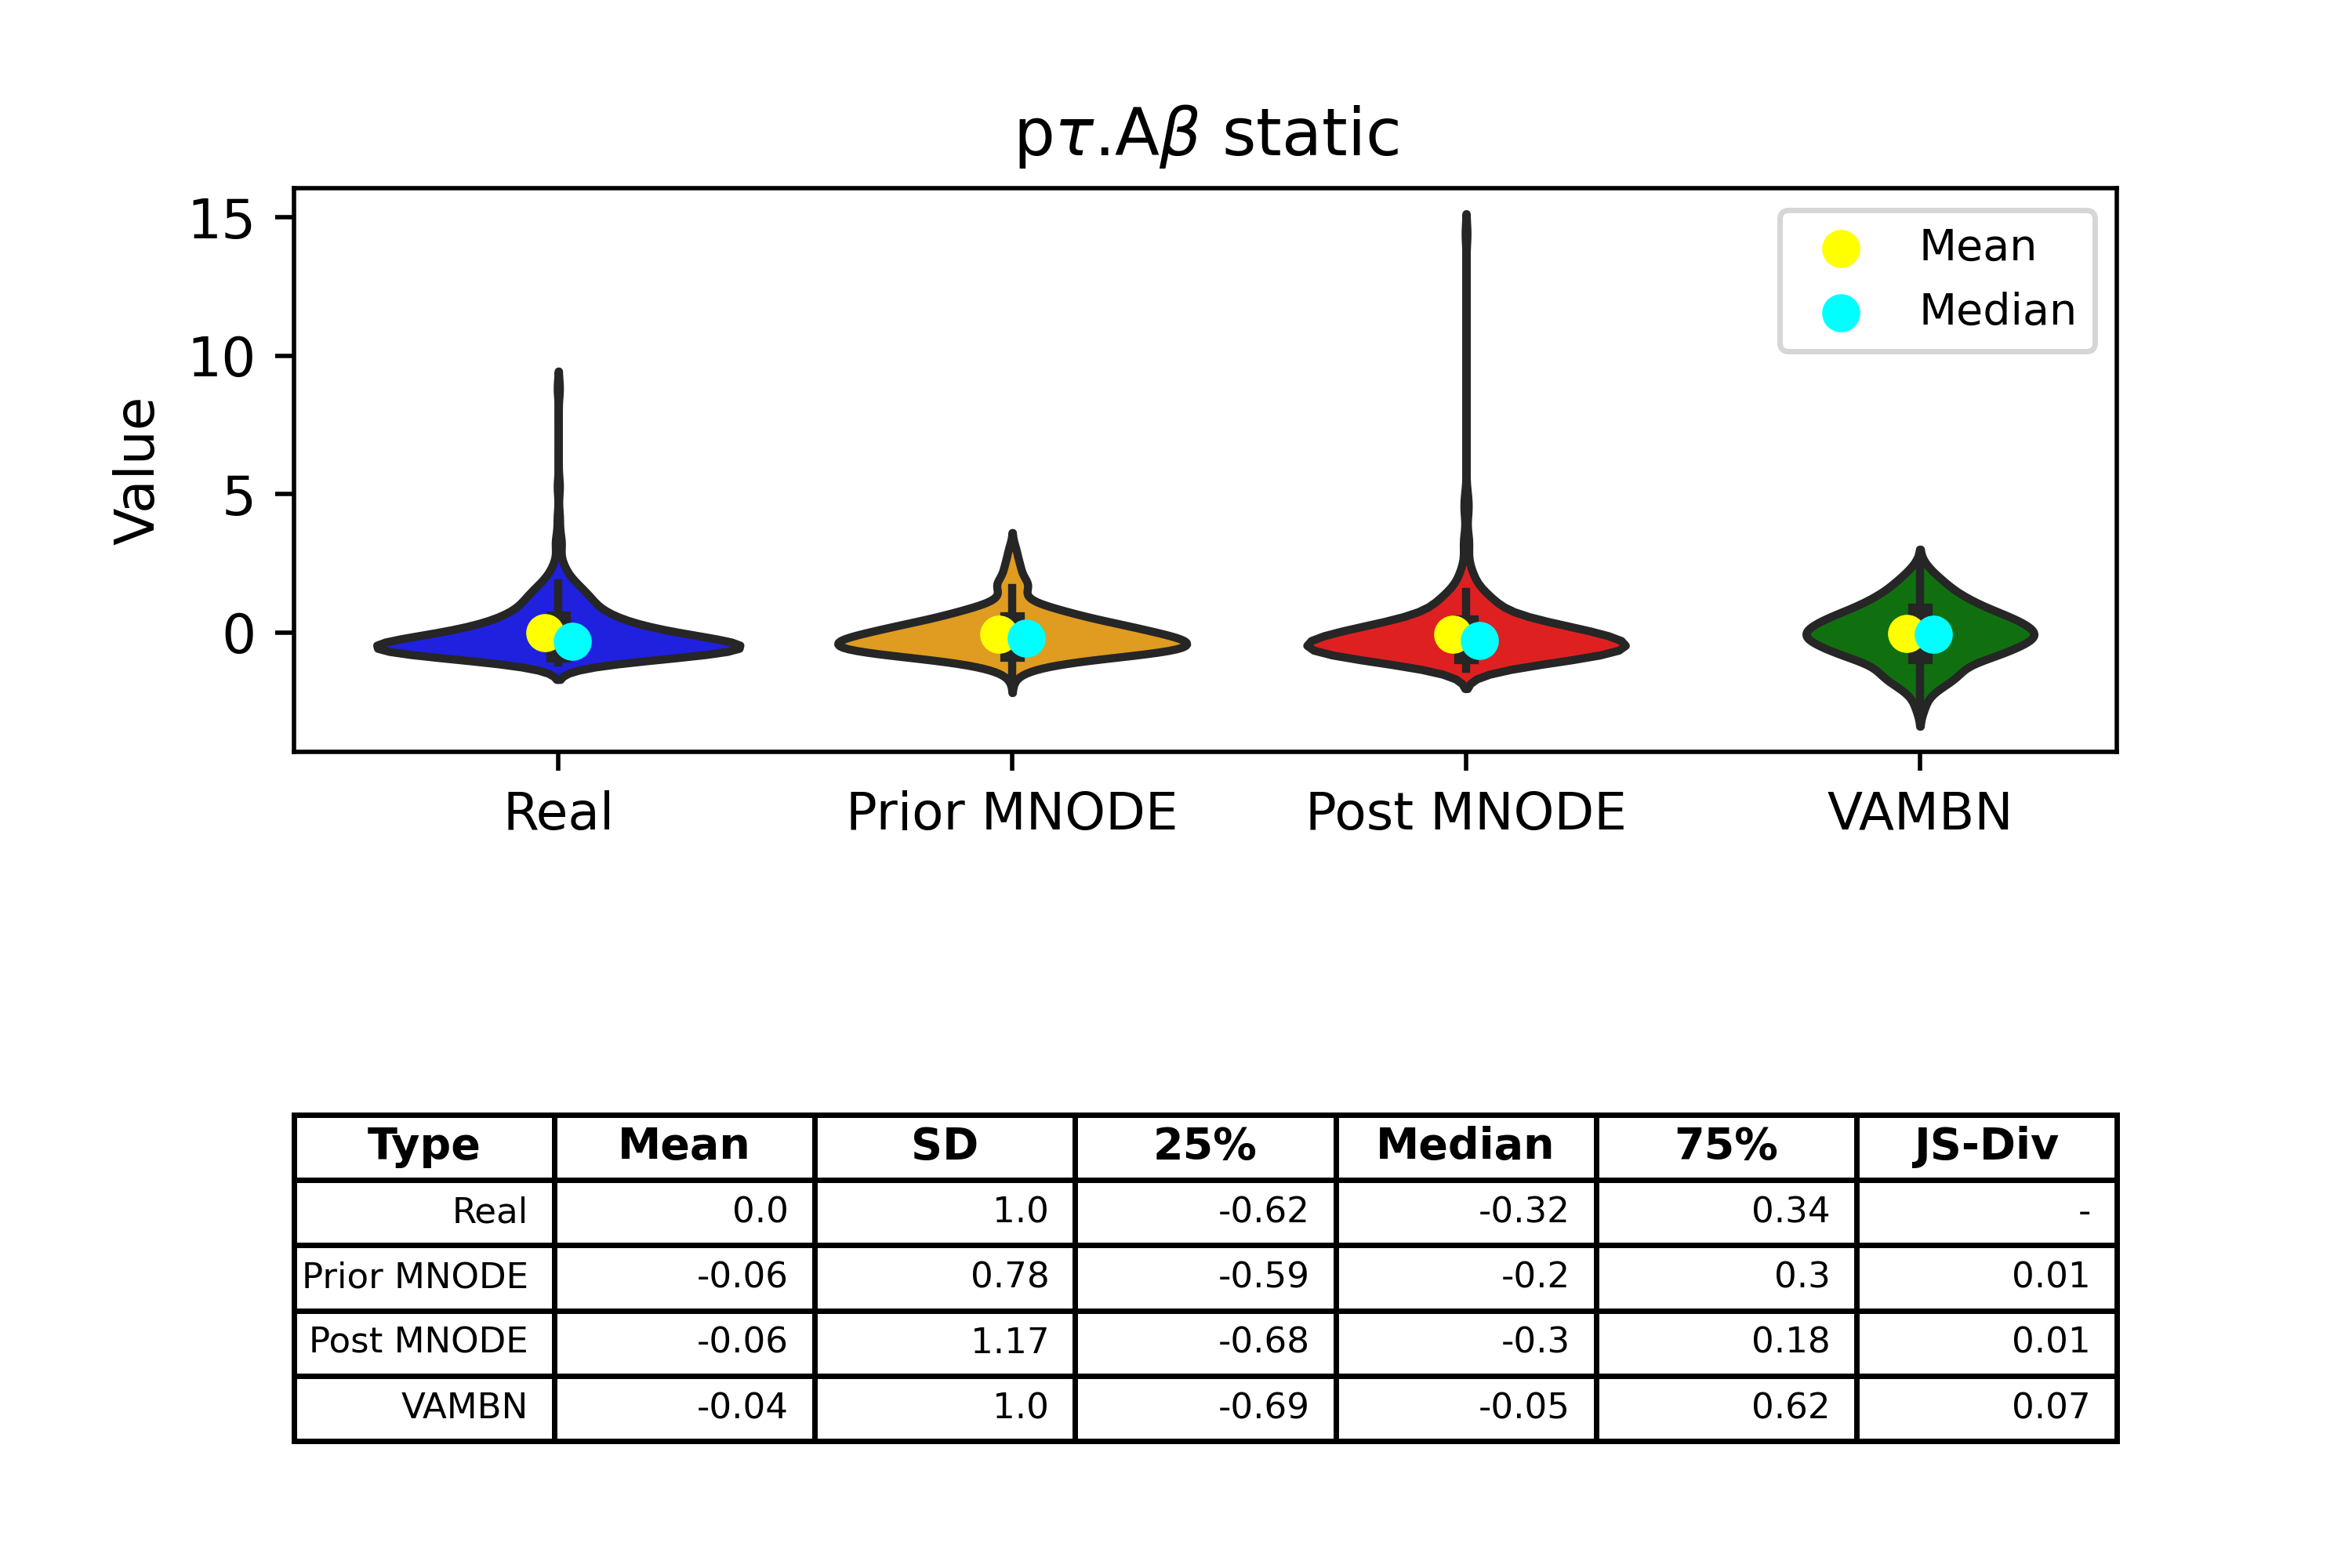 pτ.Aβ static
15
10
5
0
Value
Mean
Median
Real Prior MNODE Post MNODE VAMBN
Type Mean SD 25% Median 75% JS-Div
Real 0.0 1.0 -0.62 -0.32 0.34 -
Prior MNODE -0.06 0.78 -0.59 -0.2 0.3 0.01
Post MNODE -0.06 1.17 -0.68 -0.3 0.18 0.01
VAMBN -0.04 1.0 -0.69 -0.05 0.62 0.07